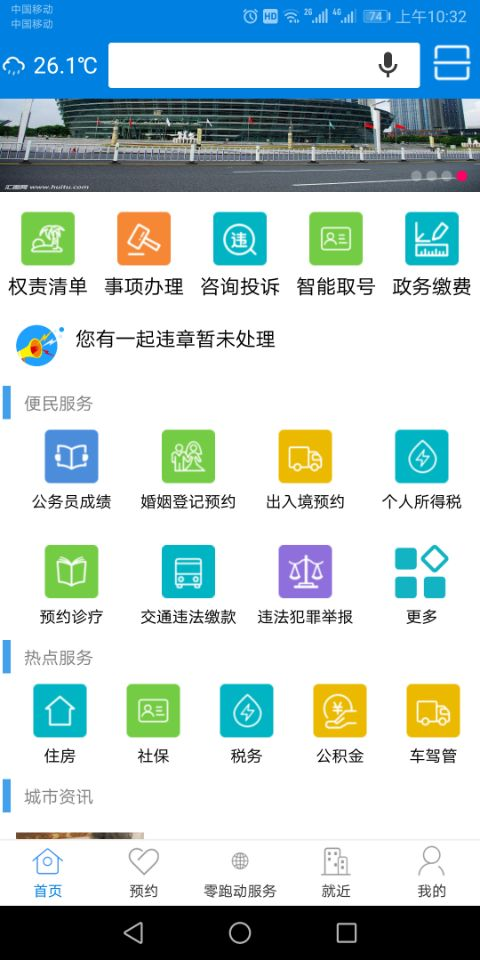 中国移动
中国移动
HD 2G 4G 74 上午10:32
26.1℃
汇图网 www.huitu.com
权责清单 事项办理 咨询投诉 智能取号 政务缴费
违
您有一起违章暂未处理
便民服务
公务员成绩 婚姻登记预约 出入境预约 个人所得税
预约诊疗 交通违法缴款 违法犯罪举报 更多
热点服务
住房 社保 税务 公积金 车驾管
城市资讯
首页 预约 零跑动服务 就近 我的